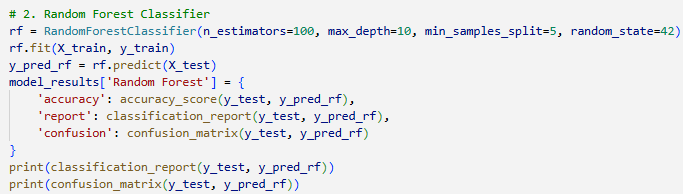 # 2. Random Forest Classifier
rf = RandomForestClassifier(n_estimators=100, max_depth=10, min_samples_split=5, random_state=42)
rf.fit(X_train, y_train)
y_pred_rf = rf.predict(X_test)
model_results['Random Forest'] = {
    'accuracy': accuracy_score(y_test, y_pred_rf),
    'report': classification_report(y_test, y_pred_rf),
    'confusion': confusion_matrix(y_test, y_pred_rf)
}
print(classification_report(y_test, y_pred_rf))
print(confusion_matrix(y_test, y_pred_rf))